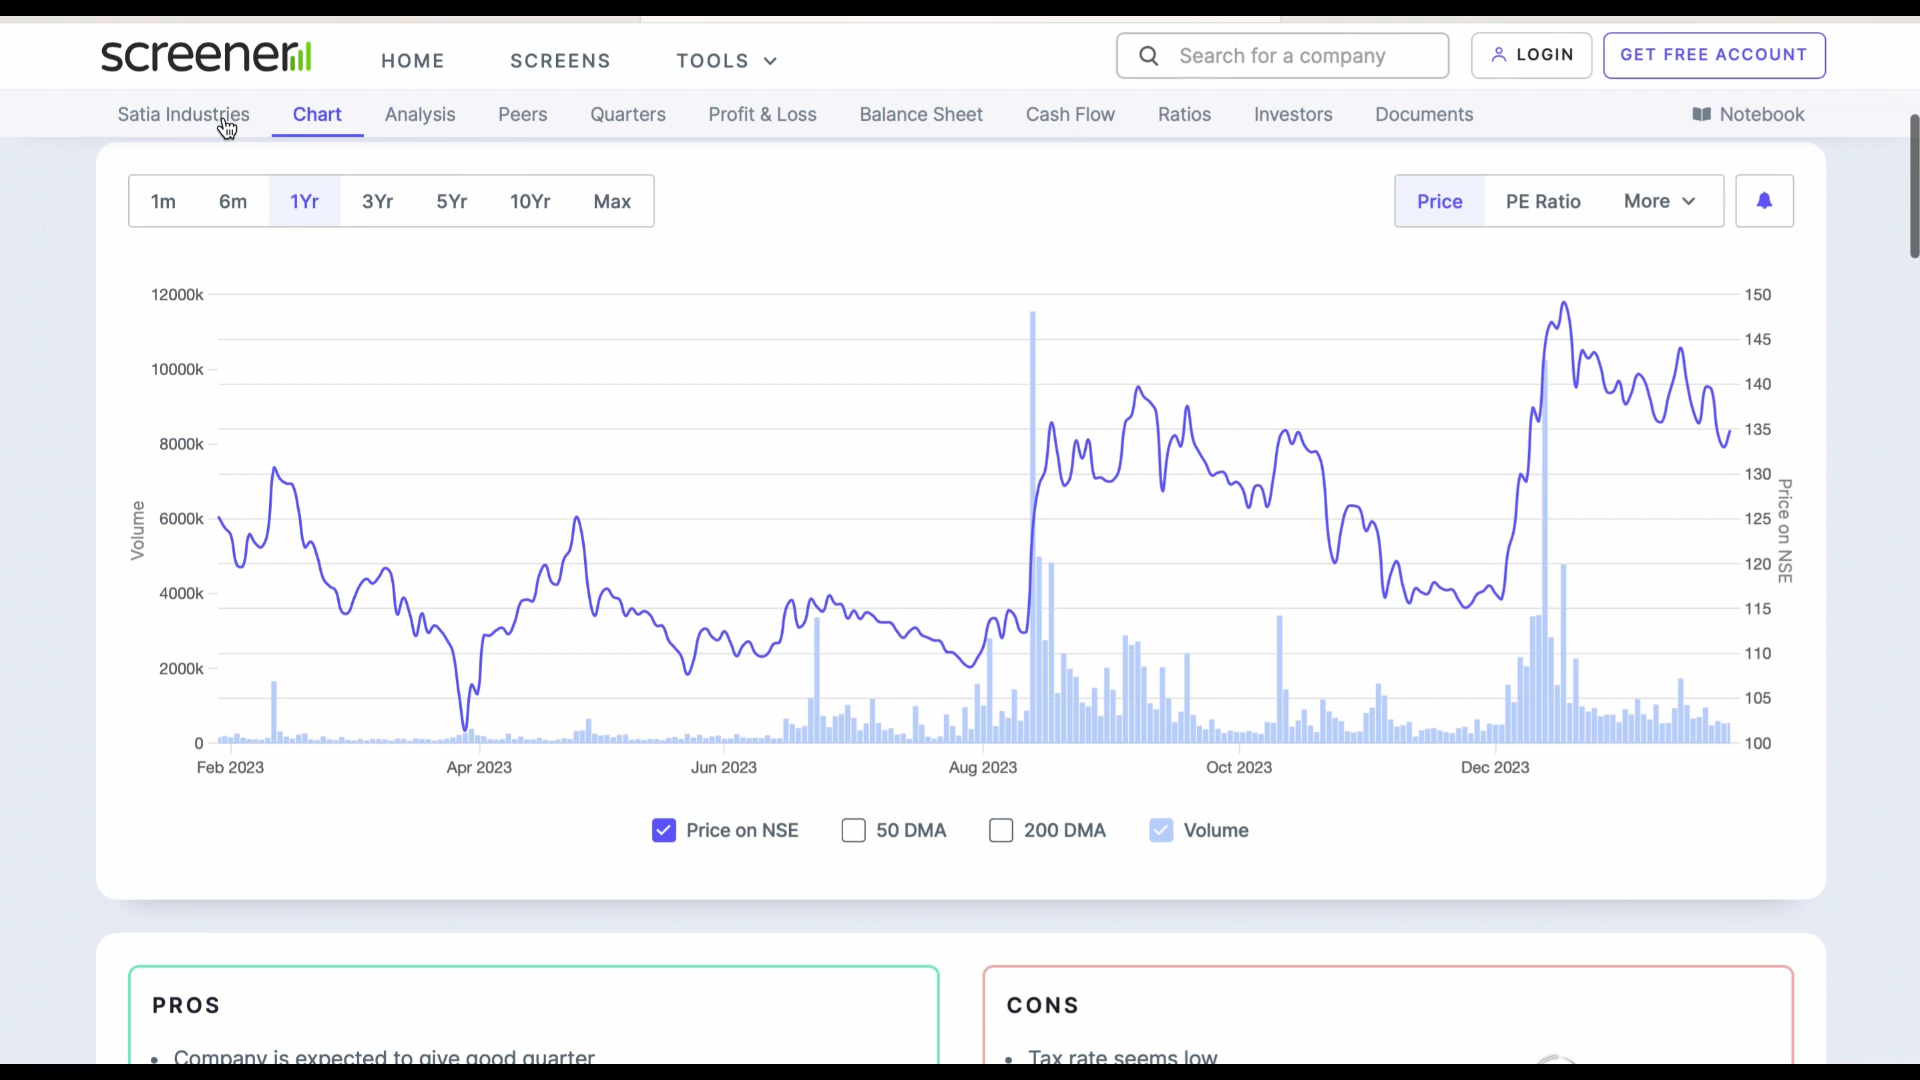 screener
HOME SCREENS TOOLS
Search for a company
LOGIN
GET FREE ACCOUNT
Satia Industries Chart Analysis Peers Quarters Profit & Loss Balance Sheet Cash Flow Ratios Investors Documents Notebook
1m 6m 1Yr 3Yr 5Yr 10Yr Max
Price PE Ratio More
12000k
10000k
8000k
6000k
4000k
2000k
0
Volume
150
145
140
135
130
125
120
115
110
105
100
Price on NSE
Feb 2023 Apr 2023 Jun 2023 Aug 2023 Oct 2023 Dec 2023
Price on NSE 50 DMA 200 DMA Volume
PROS
• Company is expected to give good quarter
CONS
• Tax rate seems low